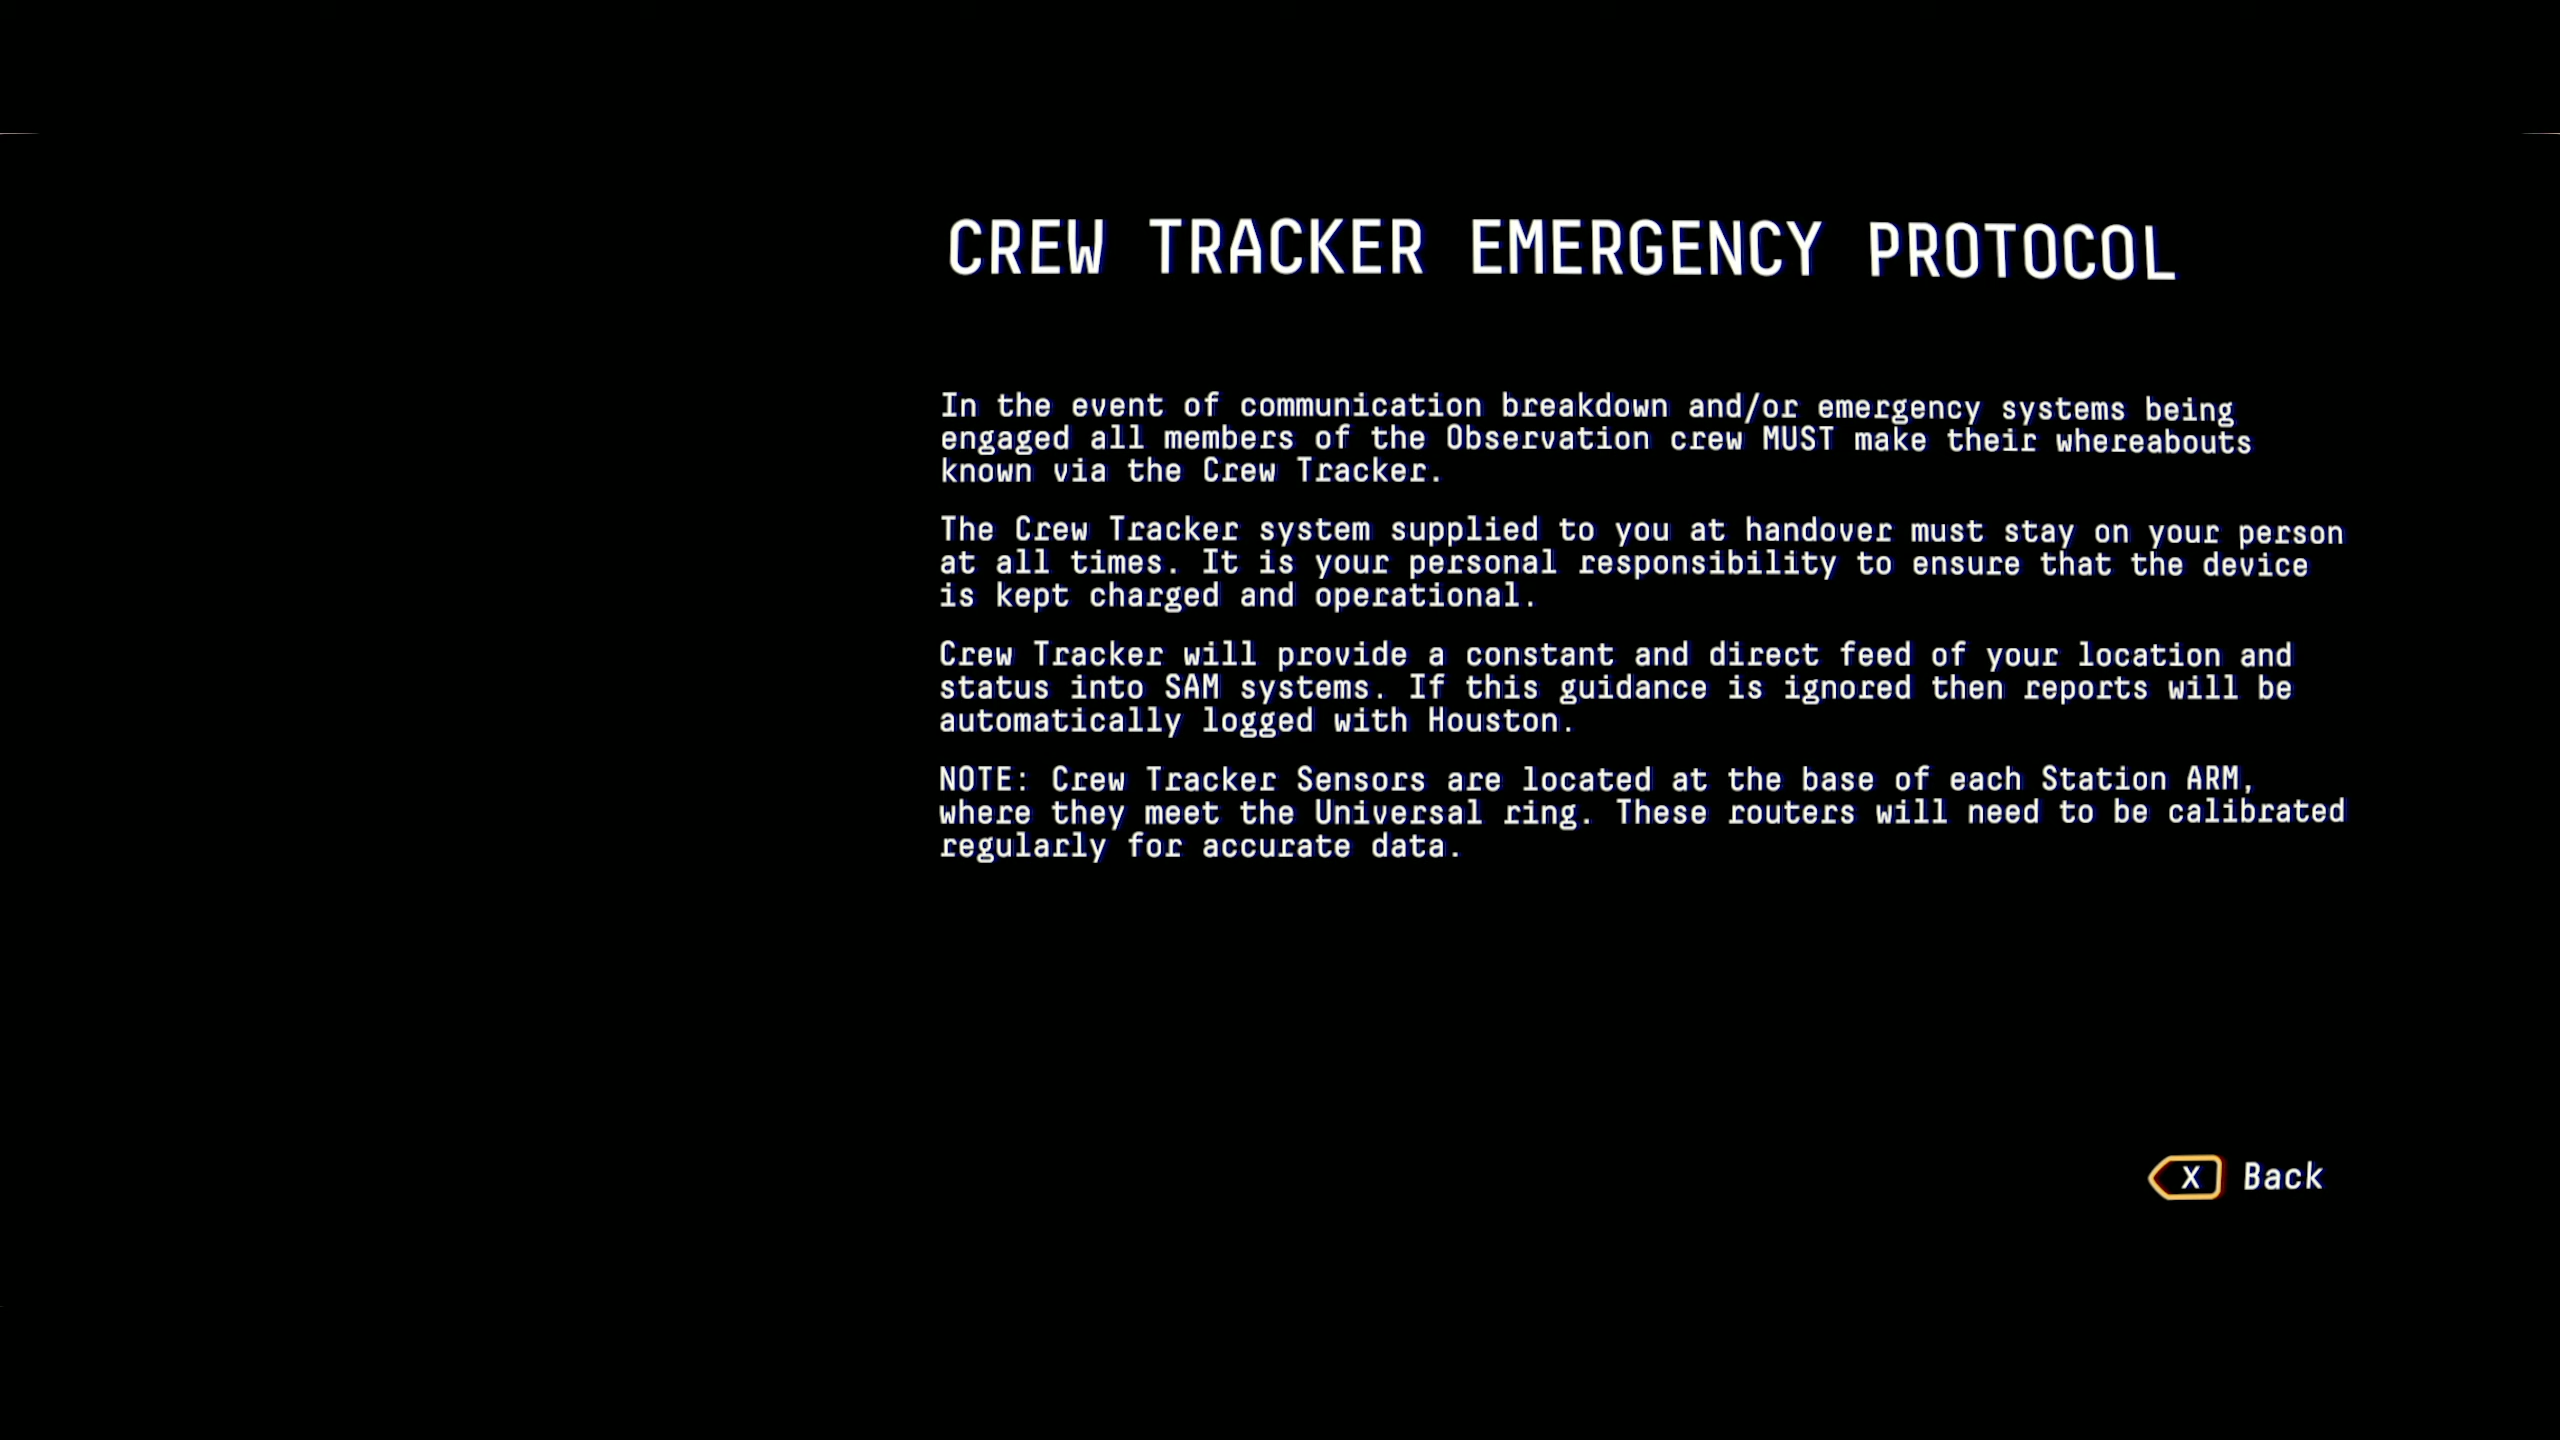 CREW TRACKER EMERGENCY PROTOCOL
In the event of communication breakdown and/or emergency systems being
engaged all members of the Observation crew MUST make their whereabouts
known via the Crew Tracker.
The Crew Tracker system supplied to you at handover must stay on your person
at all times. It is your personal responsibility to ensure that the device
is kept charged and operational.
Crew Tracker will provide a constant and direct feed of your location and
status into SAM systems. If this guidance is ignored then reports will be
automatically logged with Houston.
NOTE: Crew Tracker Sensors are located at the base of each Station ARM,
where they meet the Universal ring. These routers will need to be calibrated
regularly for accurate data.
X Back